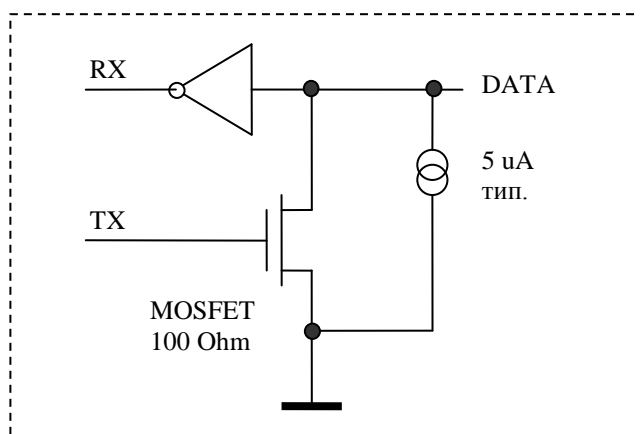 RX
DATA
5 uA
тип.
TX
MOSFET
100 Ohm